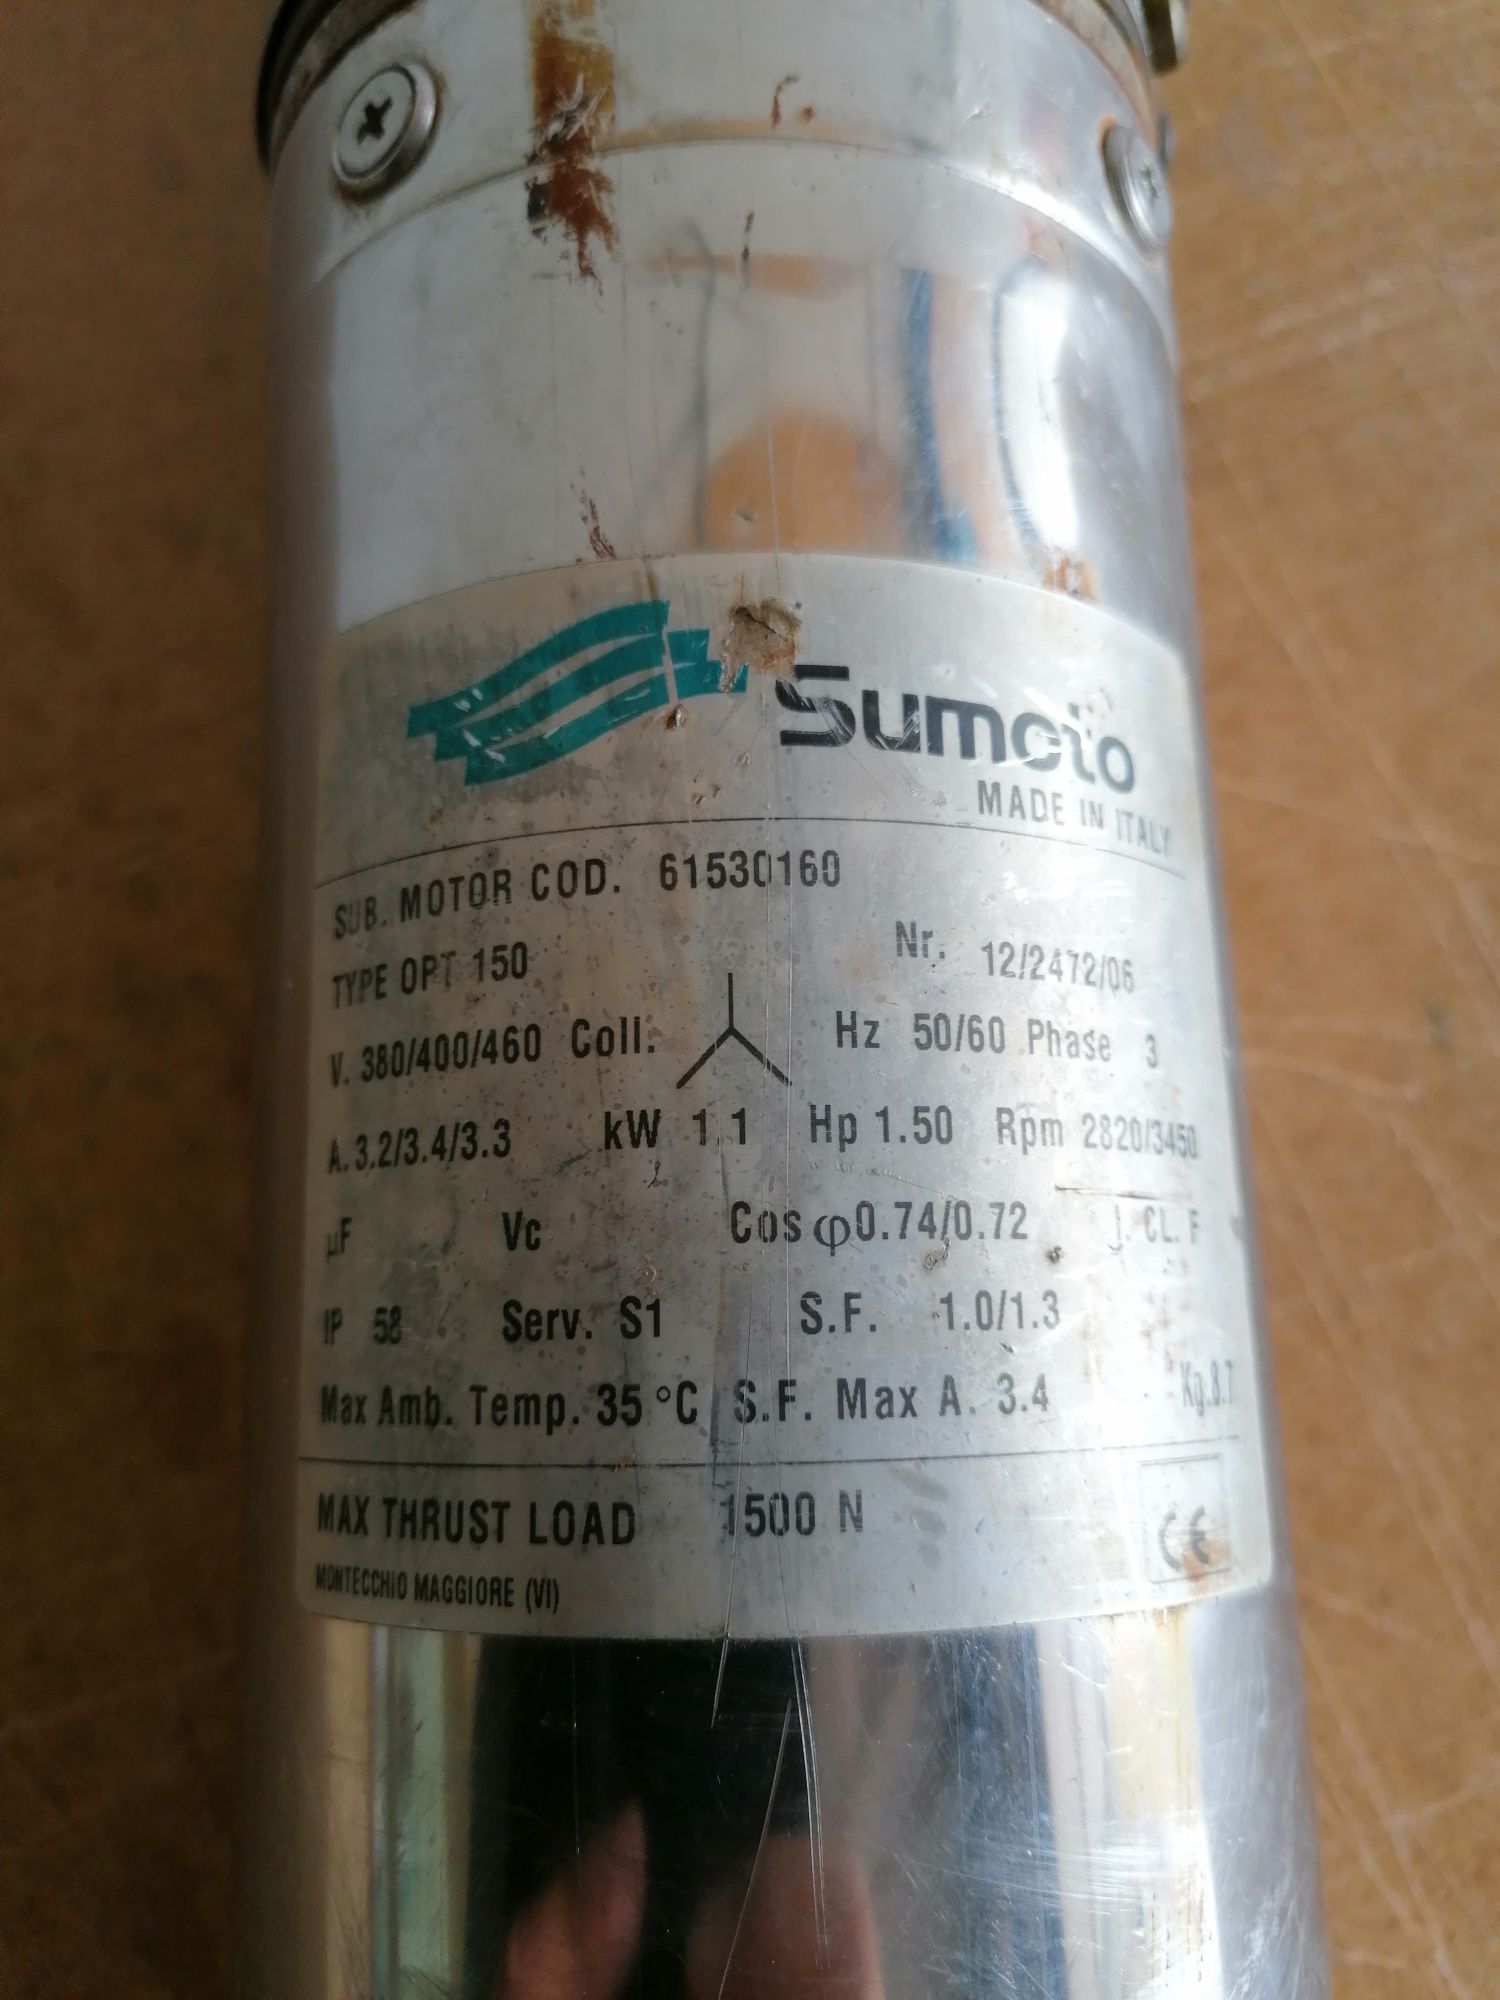 Sumoto
MADE IN ITALY
SUB. MOTOR COD. 61530160
TYPE OPT 150 Nr. 12/2472/06
V. 380/400/460 Coll: Hz 50/60 Phase 3
A. 3.2/3.4/3.3 kW 1.1 Hp 1.50 Rpm 2820/3450
µF Vc Cos φ0.74/0.72 I. CL. F
IP 58 Serv. S1 S.F. 1.0/1.3
Max Amb. Temp. 35 °C S.F. Max A. 3.4 Kg.8.7
MAX THRUST LOAD 1500 N
MONTECCHIO MAGGIORE (VI) CE